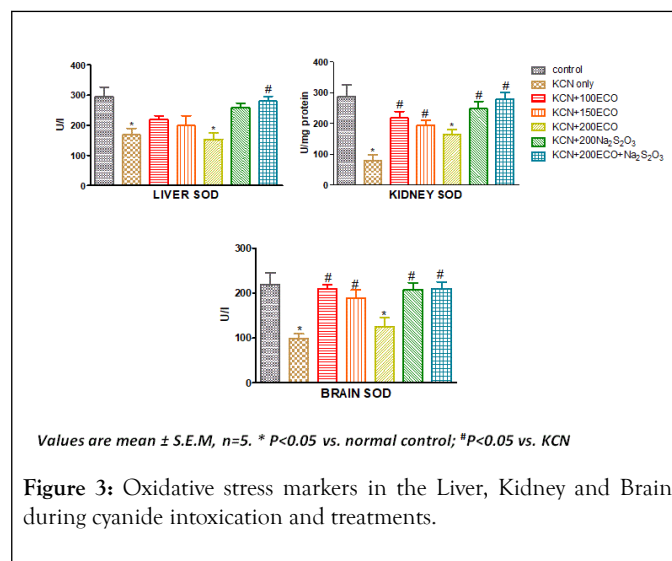 400
300
200
100
0
U/l
*
*
#
LIVER SOD
400
300
200
100
0
U/mg protein
*
#
#
*
#
#
KIDNEY SOD
control
KCN only
KCN+100ECO
KCN+150ECO
KCN+200ECO
KCN+200Na₂S₂O₃
KCN+200ECO+Na₂S₂O₃
300
200
100
0
U/l
*
#
#
*
#
#
BRAIN SOD
Values are mean ± S.E.M, n=5. * P<0.05 vs. normal control; #P<0.05 vs. KCN
Figure 3: Oxidative stress markers in the Liver, Kidney and Brain
during cyanide intoxication and treatments.